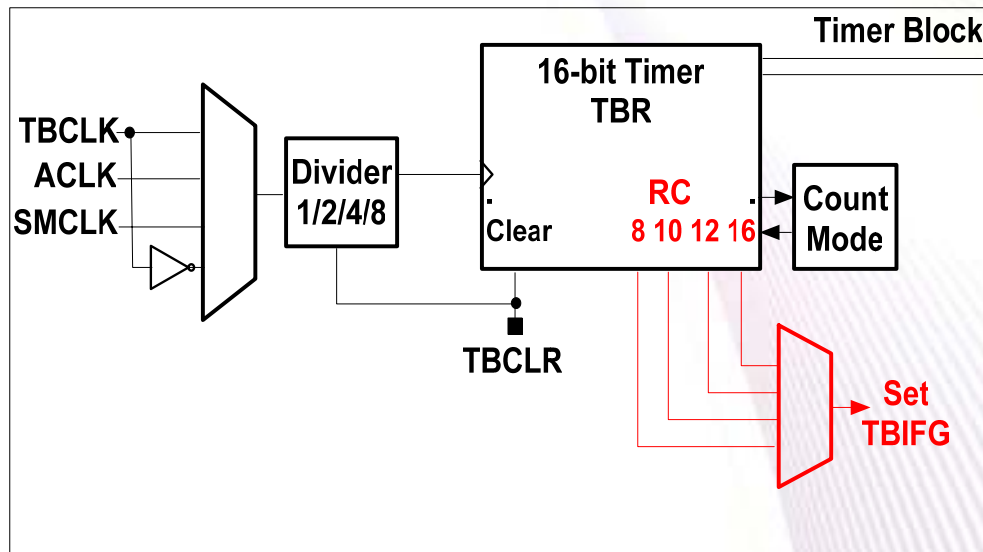 Timer Block
16-bit Timer
TBR
TBCLK
ACLK
SMCLK
Divider
1/2/4/8
RC
Clear
8 10 12 16
Count
Mode
TBCLR
Set
TBIFG